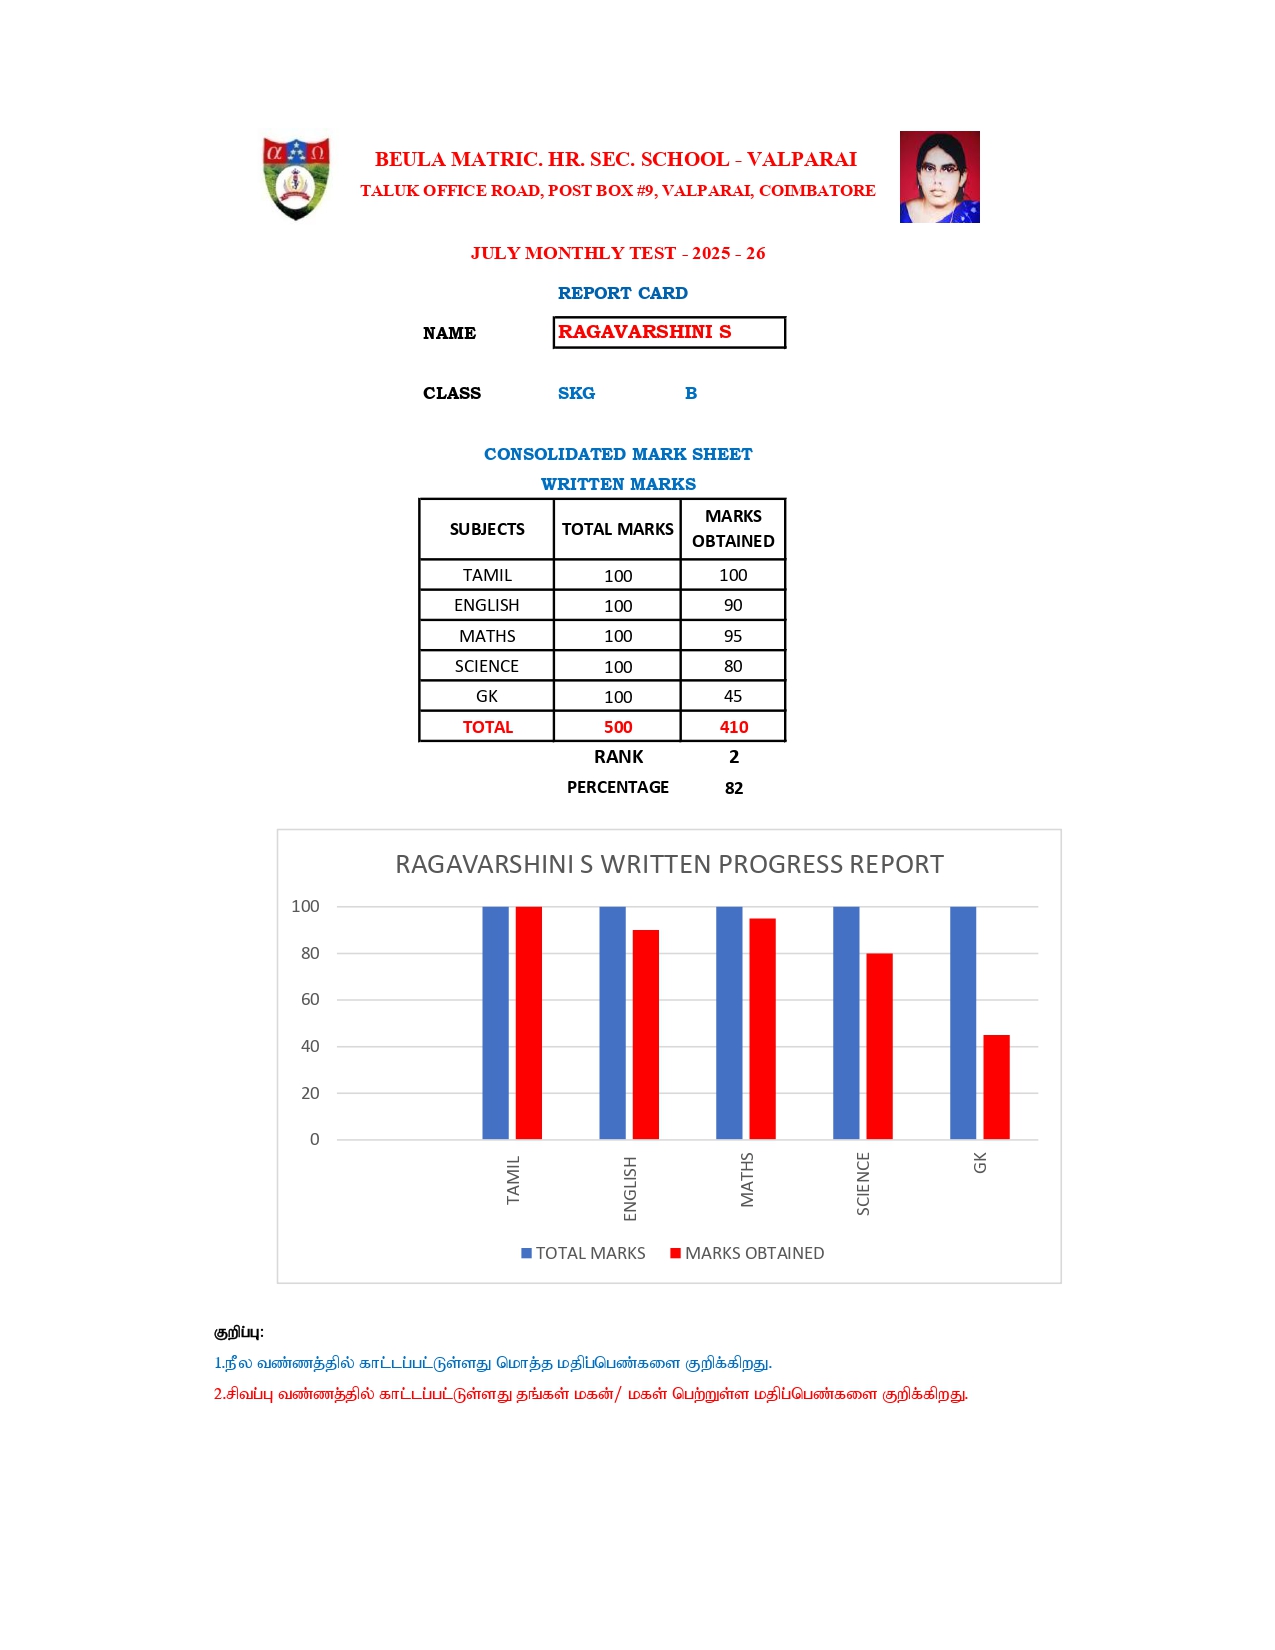 α Ω
BEULA MATRIC. HR. SEC. SCHOOL - VALPARAI
TALUK OFFICE ROAD, POST BOX #9, VALPARAI, COIMBATORE
JULY MONTHLY TEST - 2025 - 26
REPORT CARD
NAME RAGAVARSHINI S
CLASS SKG B
CONSOLIDATED MARK SHEET
WRITTEN MARKS
SUBJECTS TOTAL MARKS MARKS OBTAINED
TAMIL 100 100
ENGLISH 100 90
MATHS 100 95
SCIENCE 100 80
GK 100 45
TOTAL 500 410
RANK 2
PERCENTAGE 82
RAGAVARSHINI S WRITTEN PROGRESS REPORT
100
80
60
40
20
0
TAMIL ENGLISH MATHS SCIENCE GK
TOTAL MARKS MARKS OBTAINED
குறிப்பு:
1.நீல வண்ணத்தில் காட்டப்பட்டுள்ளது மொத்த மதிப்பெண்களை குறிக்கிறது.
2.சிவப்பு வண்ணத்தில் காட்டப்பட்டுள்ளது தங்கள் மகன்/ மகள் பெற்றுள்ள மதிப்பெண்களை குறிக்கிறது.